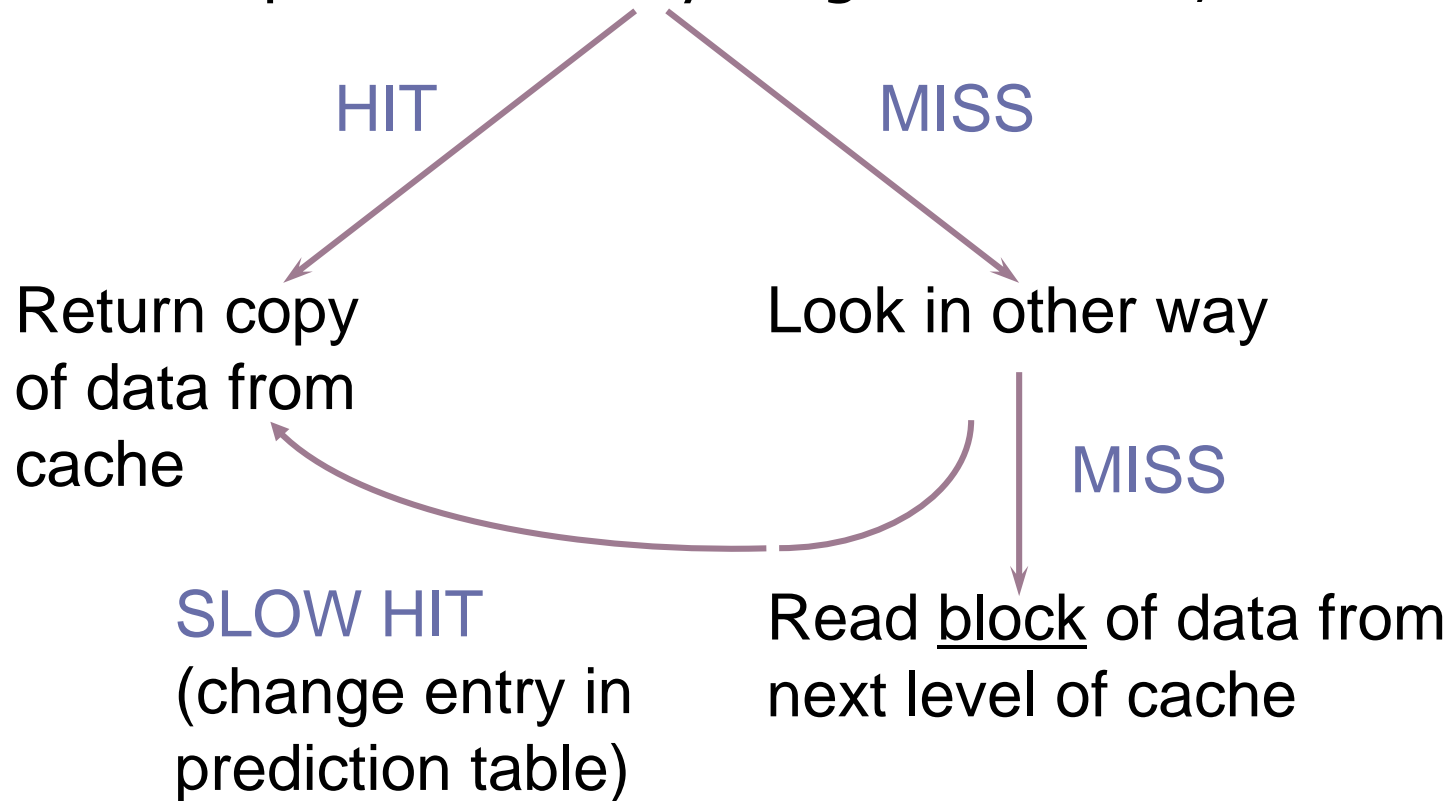 HIT
MISS
Return copy
of data from
cache
Look in other way
MISS
SLOW HIT
(change entry in
prediction table)
Read block of data from
next level of cache